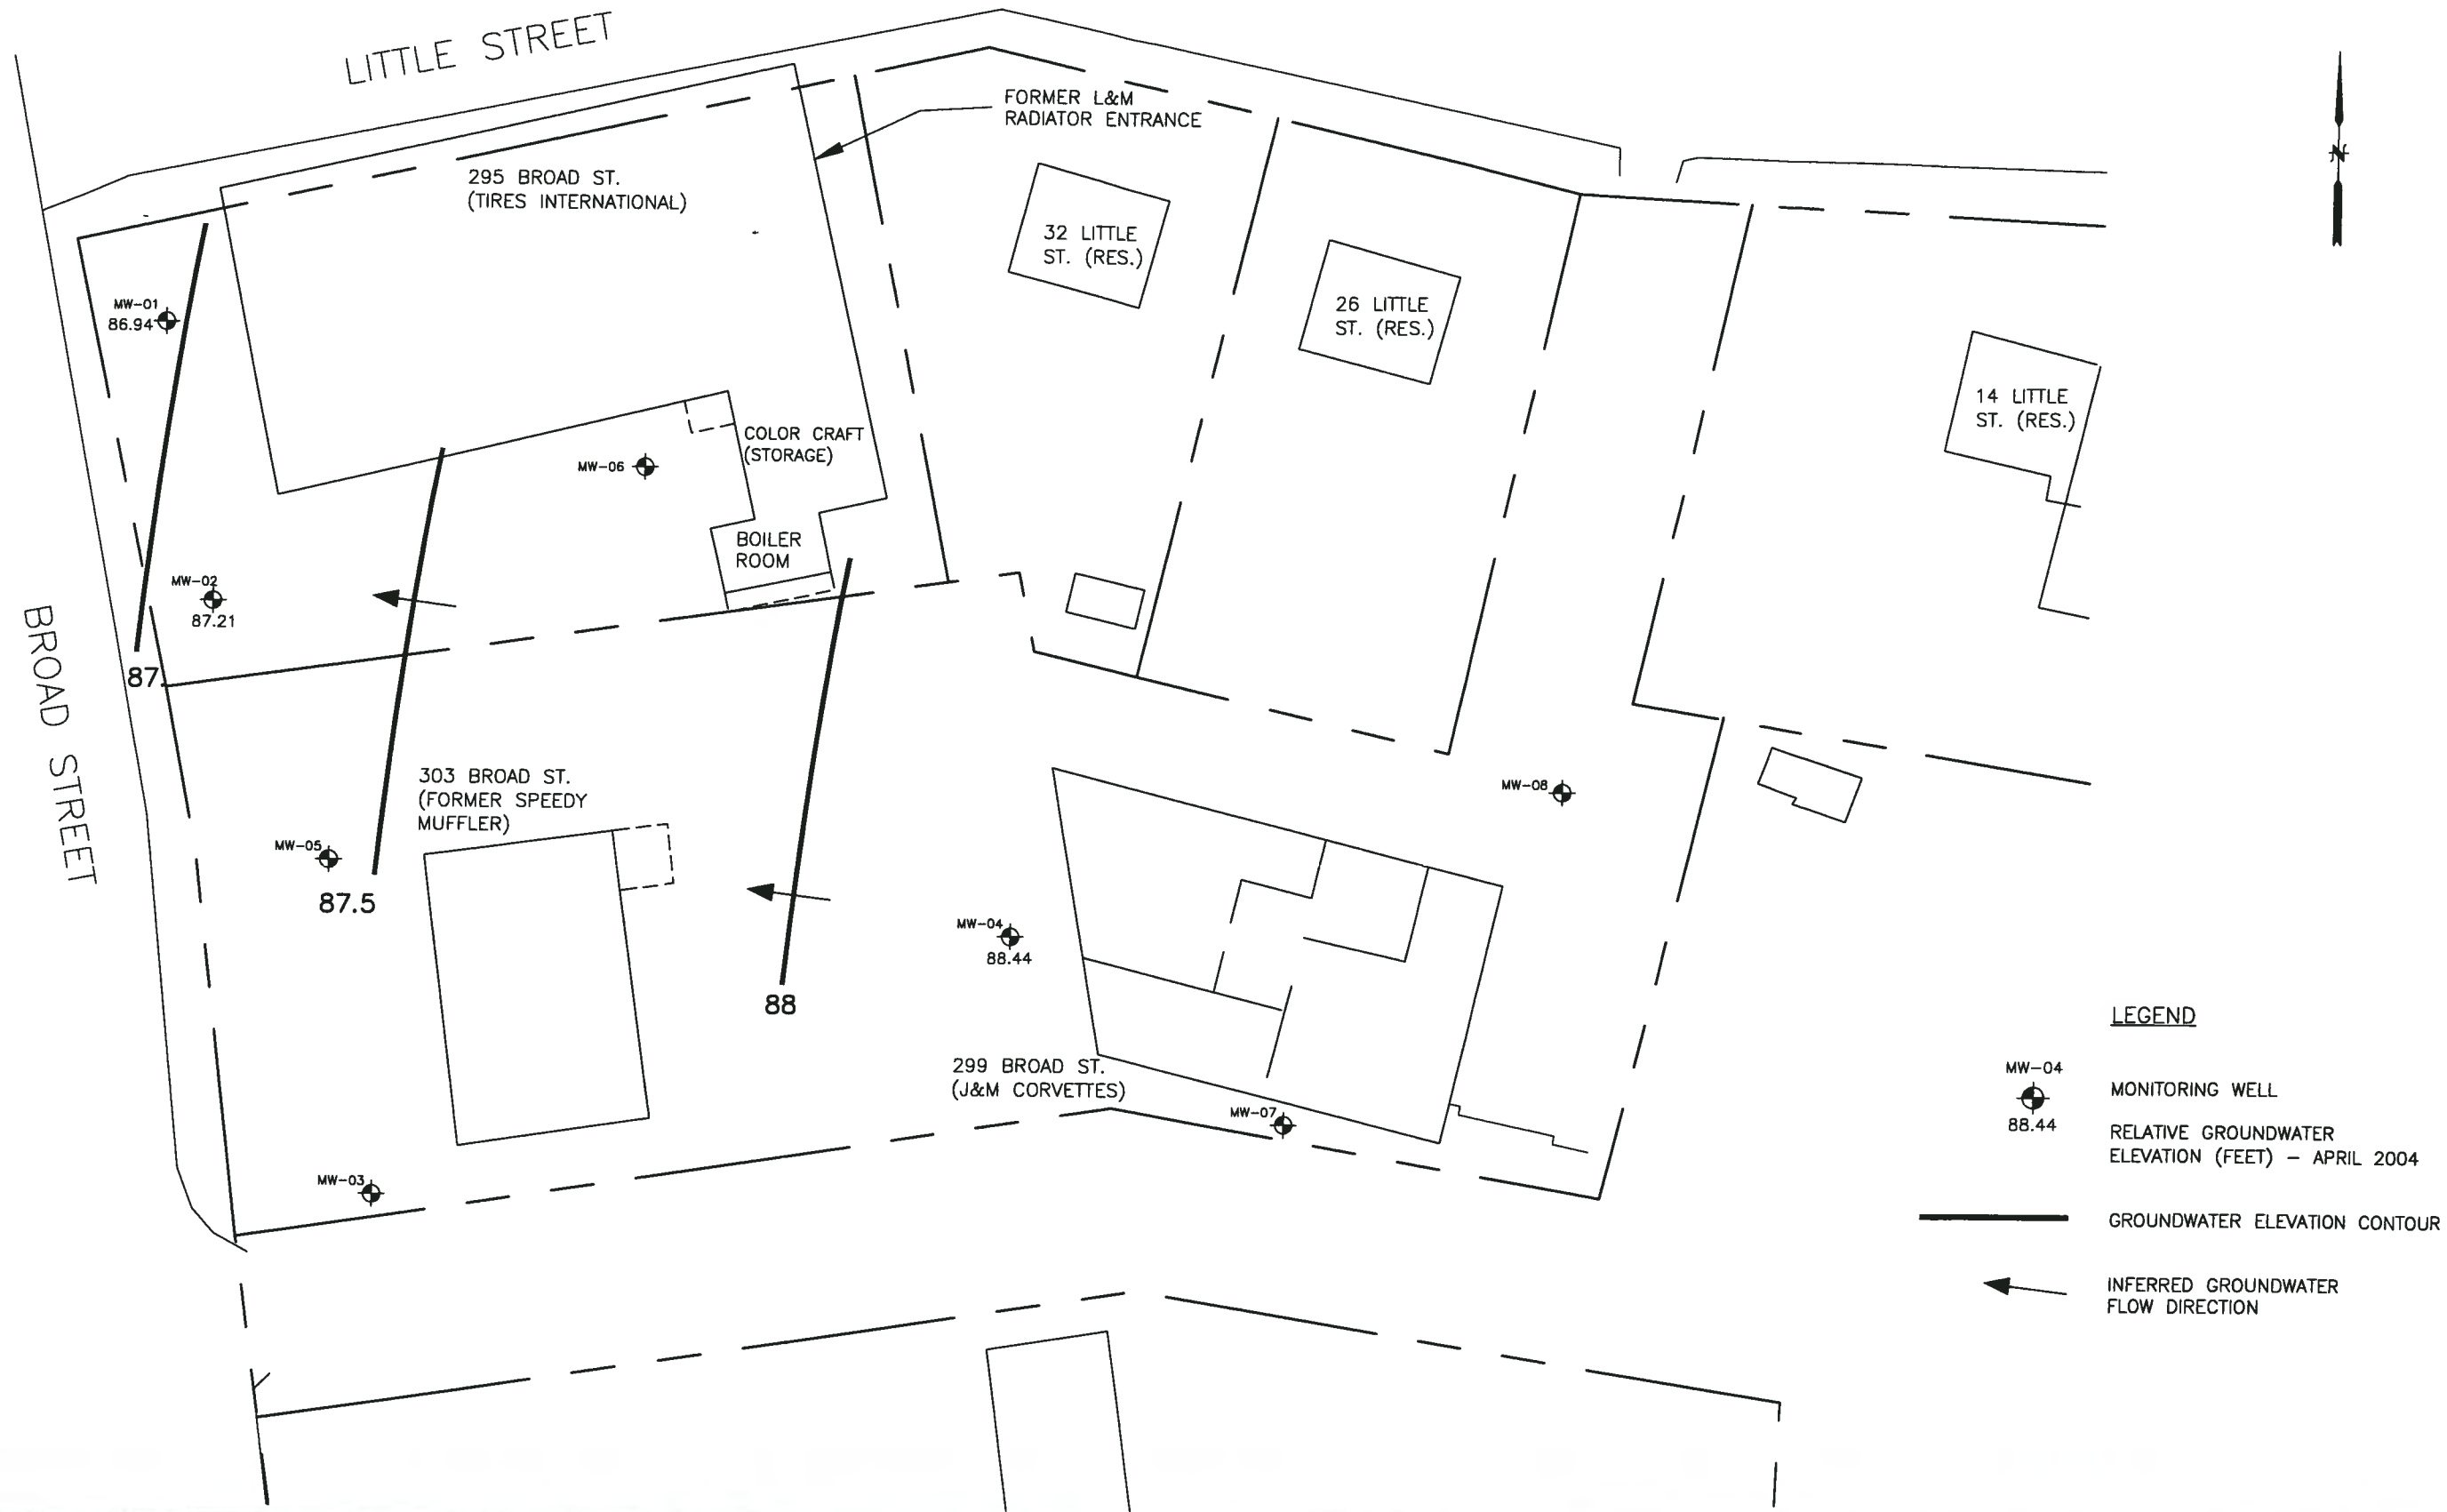 LITTLE STREET
FORMER L&M
RADIATOR ENTRANCE
295 BROAD ST.
(TIRES INTERNATIONAL)
32 LITTLE
ST. (RES.)
26 LITTLE
ST. (RES.)
14 LITTLE
ST. (RES.)
N
MW-01
86.94
COLOR CRAFT
(STORAGE)
MW-06
BOILER
ROOM
MW-02
87.21
87
BROAD STREET
303 BROAD ST.
(FORMER SPEEDY
MUFFLER)
MW-05
87.5
MW-08
MW-04
88.44
88
299 BROAD ST.
(J&M CORVETTES)
MW-07
MW-03
LEGEND
MW-04
88.44
MONITORING WELL
RELATIVE GROUNDWATER
ELEVATION (FEET) - APRIL 2004
GROUNDWATER ELEVATION CONTOUR
INFERRED GROUNDWATER
FLOW DIRECTION